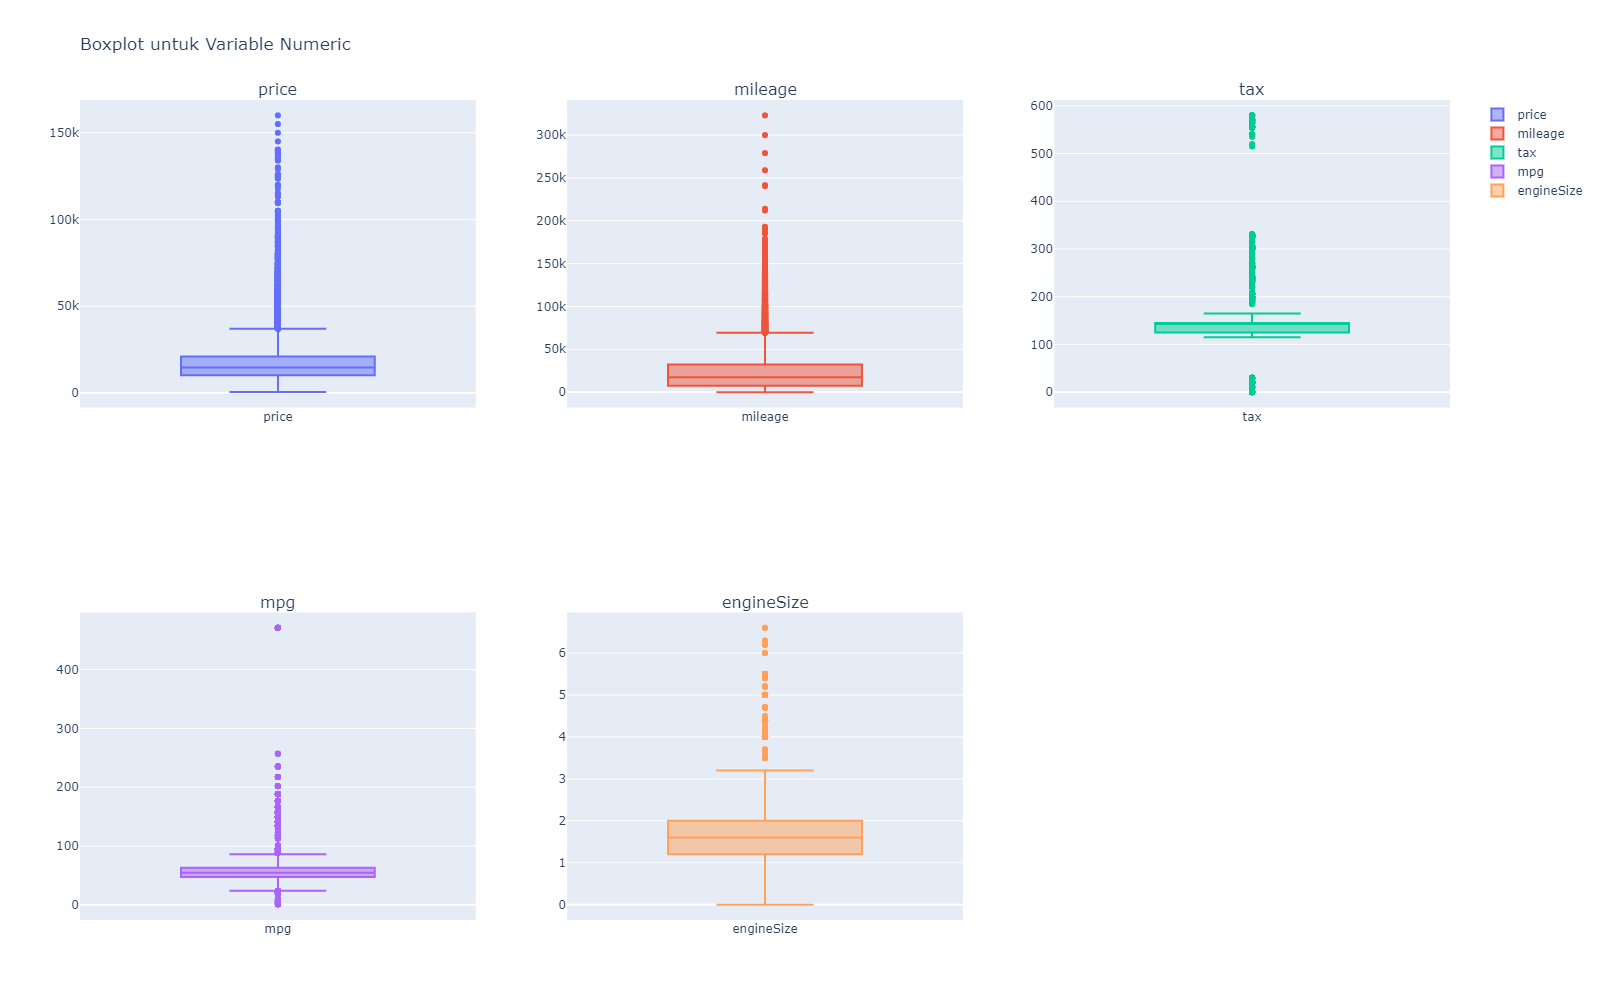 Boxplot untuk Variable Numeric
price
mileage
tax
150k
100k
50k
0
price
300k
250k
200k
150k
100k
50k
0
mileage
600
500
400
300
200
100
0
tax
price
mileage
tax
mpg
engineSize
mpg
engineSize
400
300
200
100
0
mpg
6
5
4
3
2
1
0
engineSize